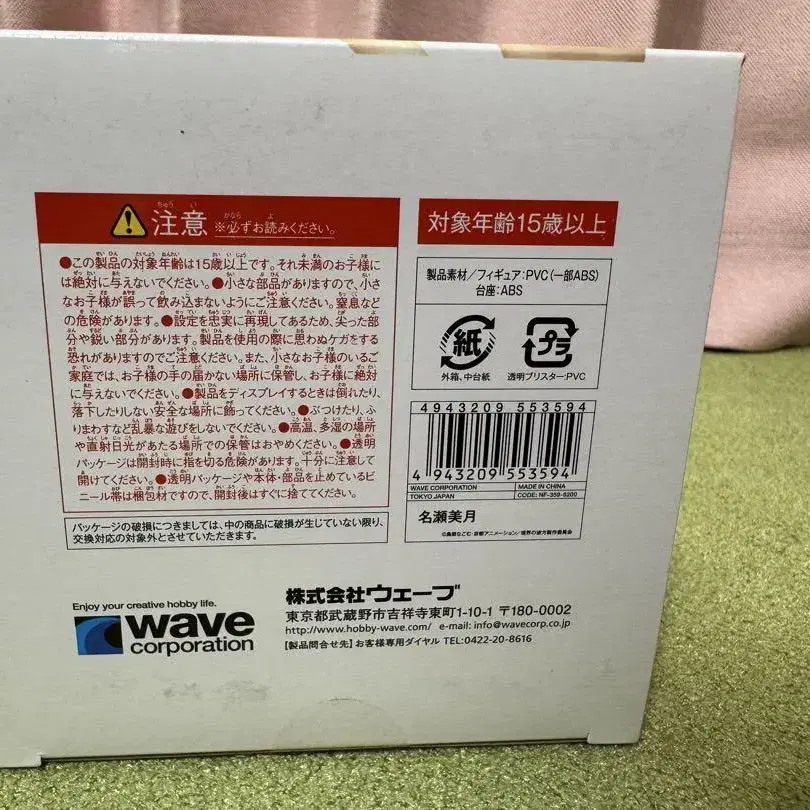 注意 ※必ずお読みください。
●この製品の対象年齢は15歳以上です。それ未満のお子様に
は絶対に与えないでください。●小さな部品がありますので、小さ
なお子様が誤って飲み込まないようにご注意ください。窒息など
の危険があります。●設定を忠実に再現してあるため、尖った部
分や鋭い部分があります。製品を使用の際に思わぬケガをする
恐れがありますのでご注意ください。また、小さなお子様のいるご
家庭では、お子様の手の届かない場所に保管し、お子様に絶対
に与えないでください。●製品をディスプレイするときは倒れたり、
落下したりしない安全な場所に飾ってください。●ぶつけたり、ふ
りまわすなど乱暴な遊びをしないでください。●高温、多湿の場所
や直射日光があたる場所での保管はおやめください。●透明
パッケージは開封時に指を切る危険があります。十分に注意して
開けてください。●透明パッケージや本体・部品を止めているビ
ニール帯は梱包材ですので、開封後はすぐに捨ててください。
パッケージの破損につきましては、中の商品に破損が生じていない限り、
交換対応の対象外とさせていただきます。
対象年齢15歳以上
製品素材/フィギュア:PVC(一部ABS)
台座:ABS
紙 プラ
外箱、中台紙 透明ブリスター:PVC
4943209 553594
4 943209 553594
WAVE CORPORATION MADE IN CHINA
TOKYO JAPAN CODE: NF-359-8200
名瀬美月
©鳥居なごむ・京都アニメーション/境界の彼方製作委員会
Enjoy your creative hobby life.
wave
corporation
株式会社ウェーブ
東京都武蔵野市吉祥寺東町1-10-1 〒180-0002
http://www.hobby-wave.com/ e-mail: info@wavecorp.co.jp
【製品問合せ先】お客様専用ダイヤル TEL:0422-20-8616